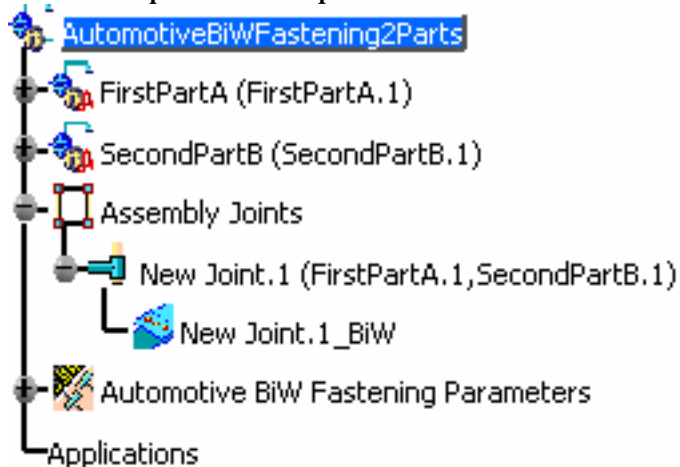 AutomotiveBiWFastening2Parts
FirstPartA (FirstPartA.1)
SecondPartB (SecondPartB.1)
Assembly Joints
New Joint.1 (FirstPartA.1,SecondPartB.1)
New Joint.1_BiW
Automotive BiW Fastening Parameters
Applications